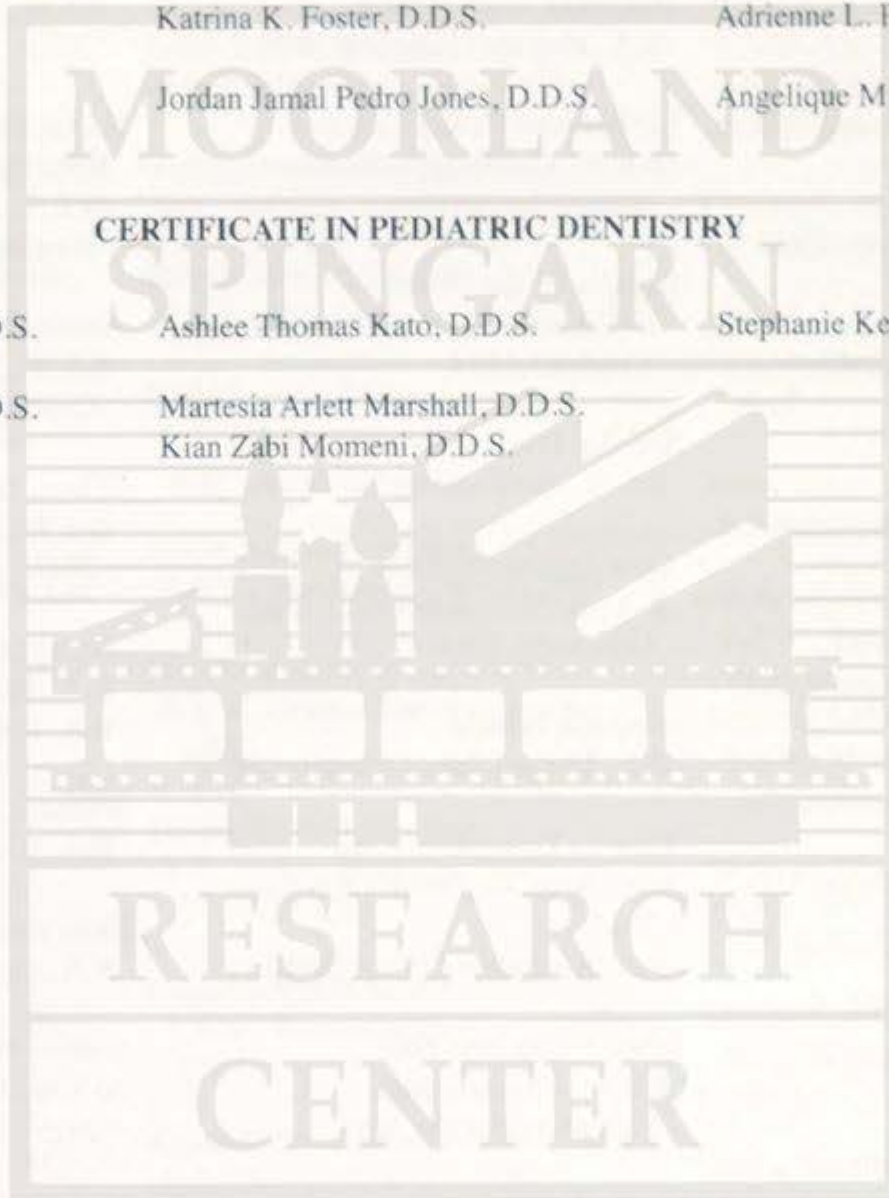 Katrina K. Foster, D.D.S. Adrienne L.
Jordan Jamal Pedro Jones, D.D.S. Angelique
MOORLAND
CERTIFICATE IN PEDIATRIC DENTISTRY
SPINGARN
Ashlee Thomas Kato, D.D.S. Stephanie
Martesia Arlett Marshall, D.D.S.
Kian Zabi Momeni, D.D.S.
RESEARCH
CENTER